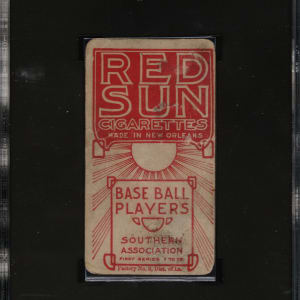 RED
SUN
CIGARETTES
MADE IN NEW ORLEANS
BASE BALL
PLAYERS
SOUTHERN
ASSOCIATION
FIRST SERIES 1 TO 75
Factory No. 3, Dist. of La.